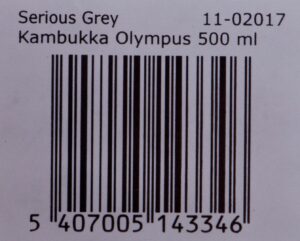 Serious Grey 11-02017
Kambukka Olympus 500 ml
5 407005 143346